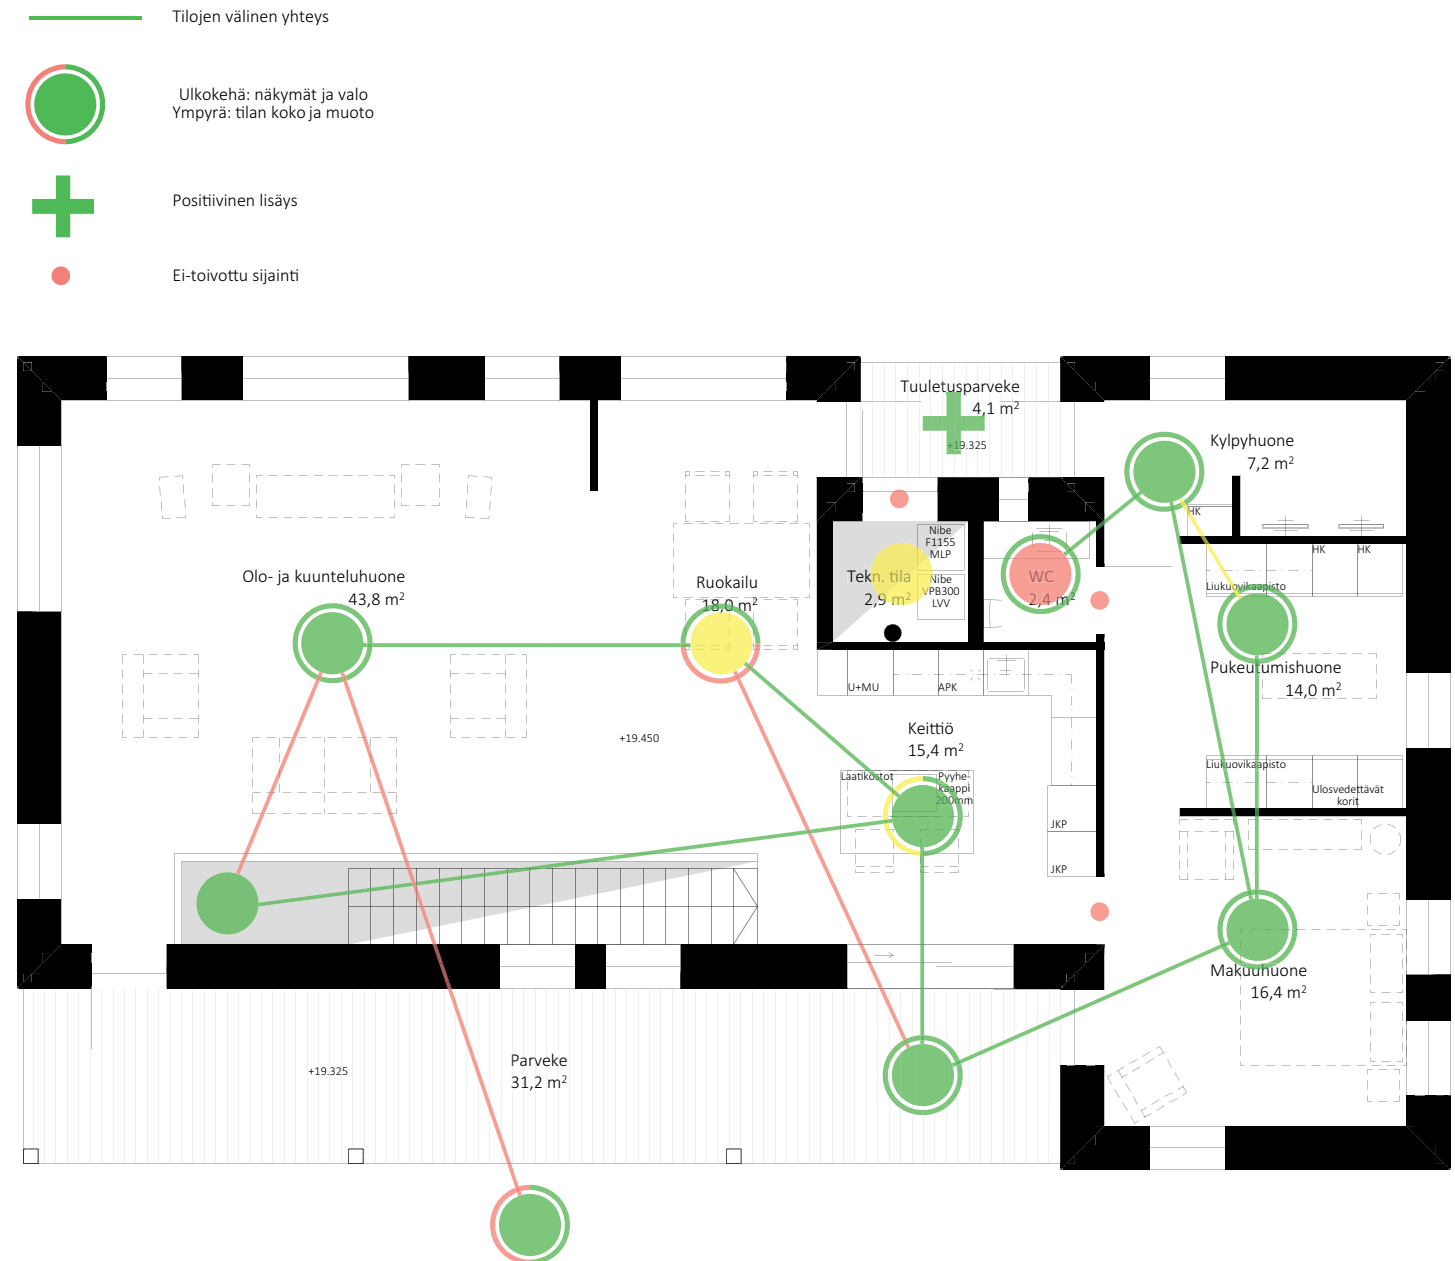 Tilojen välinen yhteys
Ulkokehä: näkymät ja valo
Ympyrä: tilan koko ja muoto
Positiivinen lisäys
Ei-toivottu sijainti
Tuuletusparveke
4,1 m²
+19.325
Kylpyhuone
7,2 m²
HK
HK
HK
Nibe
F1155
MLP
Nibe
VPB300
LVV
Tekn. tila
2,9 m²
WC
2,4 m²
Olo- ja kuunteluhuone
43,8 m²
Ruokailu
18,0 m²
Liukuovikaapisto
Pukeutumishuone
14,0 m²
U+MU
APK
Keittiö
15,4 m²
+19.450
Laatikostot
Pyyhe-
kaappi
200mm
JKP
JKP
Liukuovikaapisto
Ulosvedettävät
korit
Makuuhuone
16,4 m²
Parveke
31,2 m²
+19.325